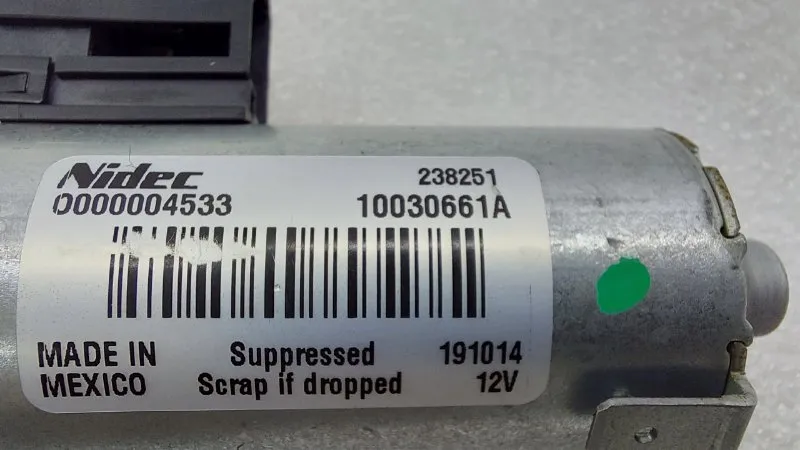 Nidec 238251
0000004533 10030661A
MADE IN Suppressed 191014
MEXICO Scrap if dropped 12V